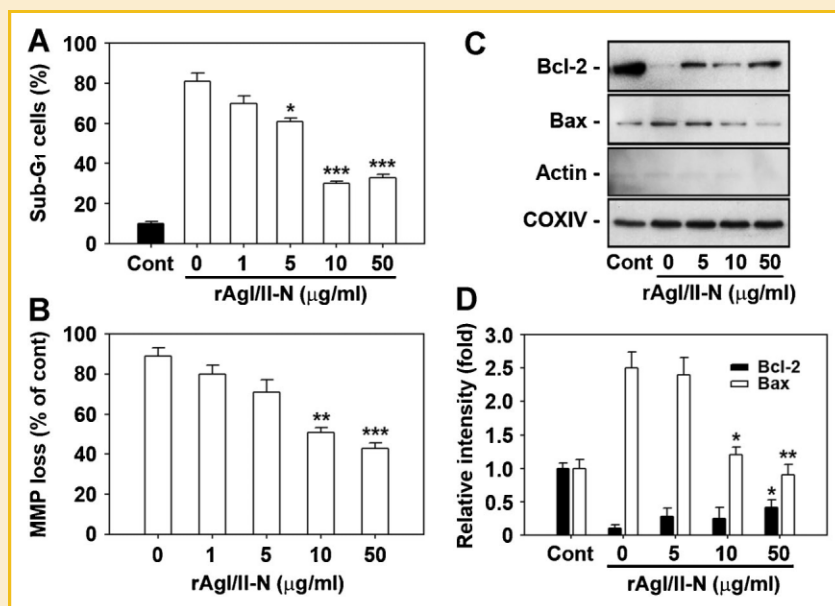 A
Sub-G1 cells (%)
100
80
60
40
20
0
*
***
***
Cont 0 1 5 10 50
rAgI/II-N (μg/ml)
B
MMP loss (% of cont)
100
80
60
40
20
0
**
***
0 1 5 10 50
rAgI/II-N (μg/ml)
C
Bcl-2 -
Bax -
Actin -
COXIV -
Cont 0 5 10 50
rAgI/II-N (μg/ml)
D
Relative intensity (fold)
3.0
2.5
2.0
1.5
1.0
0.5
0
Bcl-2
Bax
*
**
*
Cont 0 5 10 50
rAgI/II-N (μg/ml)